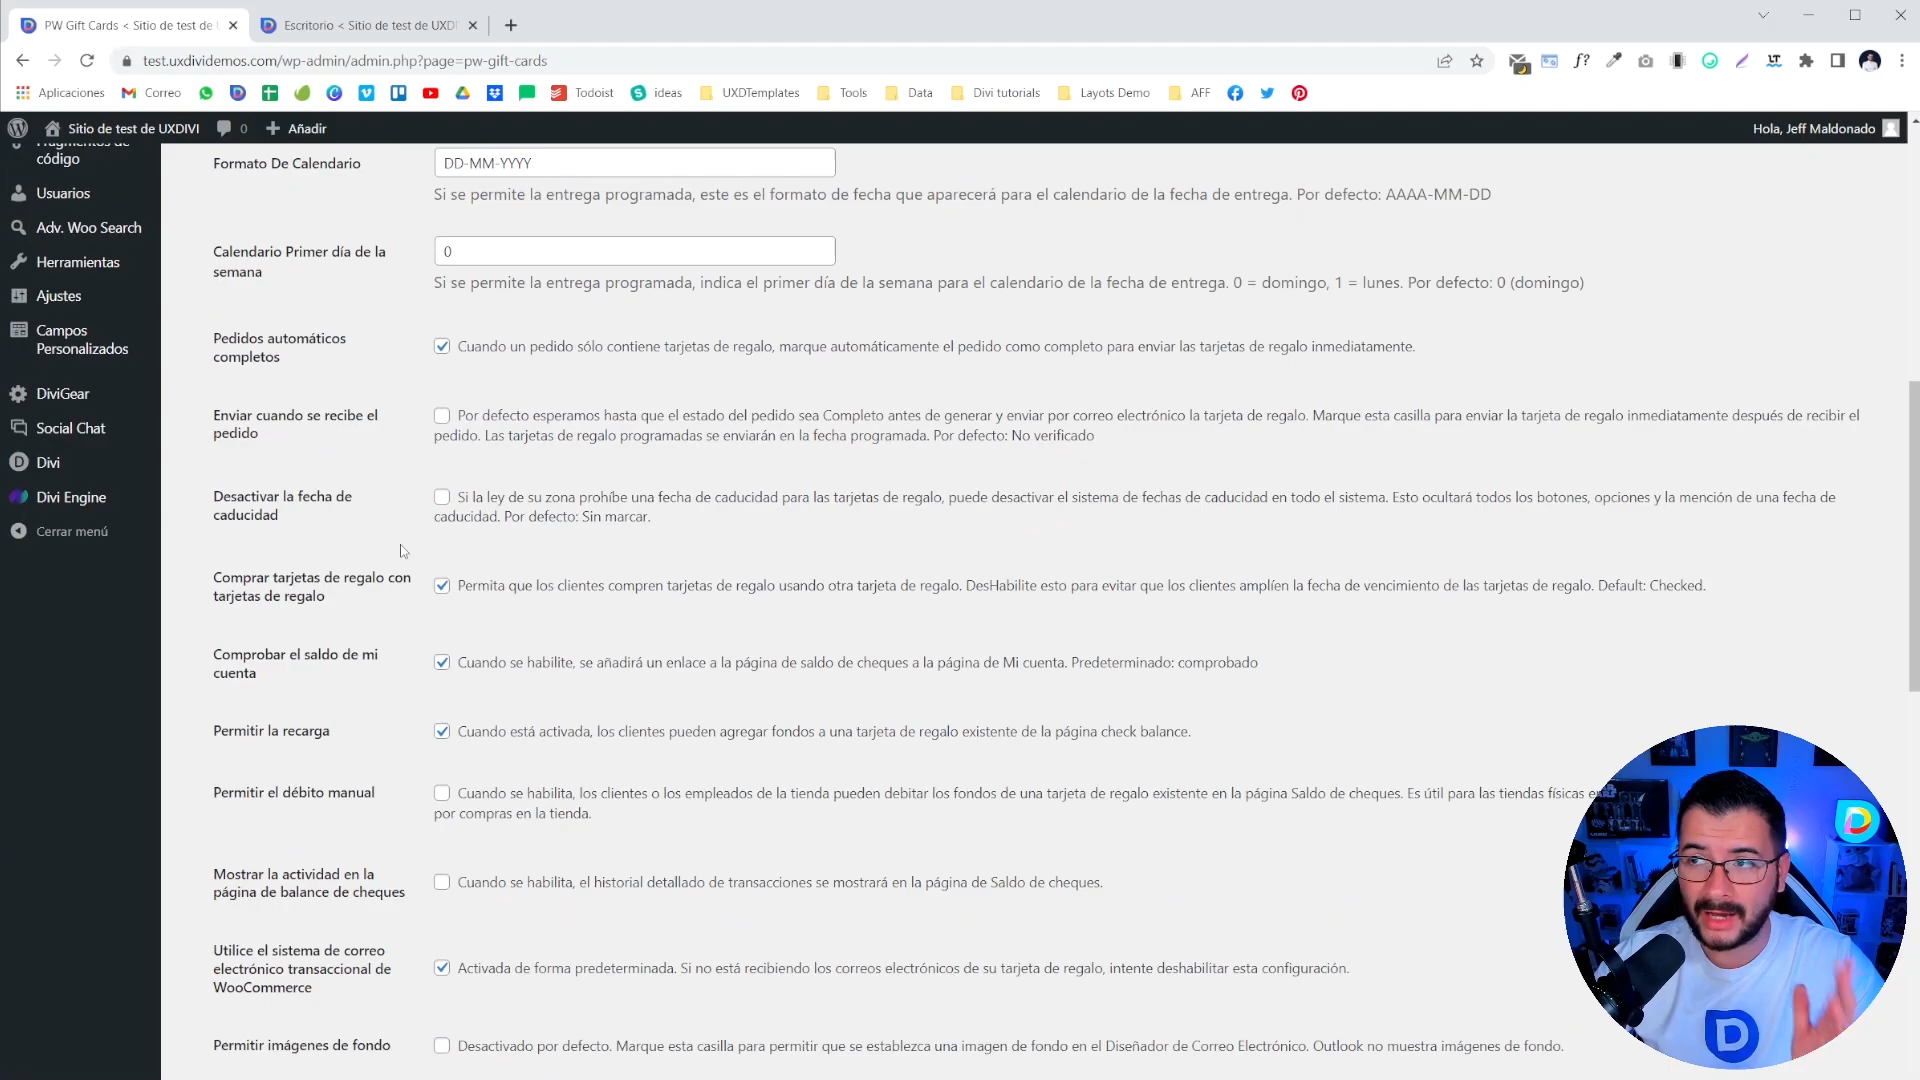 PW Gift Cards < Sitio de test de
Escritorio < Sitio de test de UXDI
test.uxdividemos.com/wp-admin/admin.php?page=pw-gift-cards
f?
Aplicaciones
Correo
Todoist
ideas
UXDTemplates
Tools
Data
Divi tutorials
Layots Demo
AFF
Sitio de test de UXDIVI
0
Añadir
Hola, Jeff Maldonado
Fragmentos de
código
Usuarios
Adv. Woo Search
Herramientas
Ajustes
Campos
Personalizados
DiviGear
Social Chat
Divi
Divi Engine
Cerrar menú
Formato De Calendario
DD-MM-YYYY
Si se permite la entrega programada, este es el formato de fecha que aparecerá para el calendario de la fecha de entrega. Por defecto: AAAA-MM-DD
Calendario Primer día de la
semana
0
Si se permite la entrega programada, indica el primer día de la semana para el calendario de la fecha de entrega. 0 = domingo, 1 = lunes. Por defecto: 0 (domingo)
Pedidos automáticos
completos
Cuando un pedido sólo contiene tarjetas de regalo, marque automáticamente el pedido como completo para enviar las tarjetas de regalo inmediatamente.
Enviar cuando se recibe el
pedido
Por defecto esperamos hasta que el estado del pedido sea Completo antes de generar y enviar por correo electrónico la tarjeta de regalo. Marque esta casilla para enviar la tarjeta de regalo inmediatamente después de recibir el
pedido. Las tarjetas de regalo programadas se enviarán en la fecha programada. Por defecto: No verificado
Desactivar la fecha de
caducidad
Si la ley de su zona prohíbe una fecha de caducidad para las tarjetas de regalo, puede desactivar el sistema de fechas de caducidad en todo el sistema. Esto ocultará todos los botones, opciones y la mención de una fecha de
caducidad. Por defecto: Sin marcar.
Comprar tarjetas de regalo con
tarjetas de regalo
Permita que los clientes compren tarjetas de regalo usando otra tarjeta de regalo. DesHabilite esto para evitar que los clientes amplíen la fecha de vencimiento de las tarjetas de regalo. Default: Checked.
Comprobar el saldo de mi
cuenta
Cuando se habilite, se añadirá un enlace a la página de saldo de cheques a la página de Mi cuenta. Predeterminado: comprobado
Permitir la recarga
Cuando está activada, los clientes pueden agregar fondos a una tarjeta de regalo existente de la página check balance.
Permitir el débito manual
Cuando se habilita, los clientes o los empleados de la tienda pueden debitar los fondos de una tarjeta de regalo existente en la página Saldo de cheques. Es útil para las tiendas físicas
por compras en la tienda.
Mostrar la actividad en la
página de balance de cheques
Cuando se habilita, el historial detallado de transacciones se mostrará en la página de Saldo de cheques.
Utilice el sistema de correo
electrónico transaccional de
WooCommerce
Activada de forma predeterminada. Si no está recibiendo los correos electrónicos de su tarjeta de regalo, intente deshabilitar esta configuración.
Permitir imágenes de fondo
Desactivado por defecto. Marque esta casilla para permitir que se establezca una imagen de fondo en el Diseñador de Correo Electrónico. Outlook no muestra imágenes de fondo.